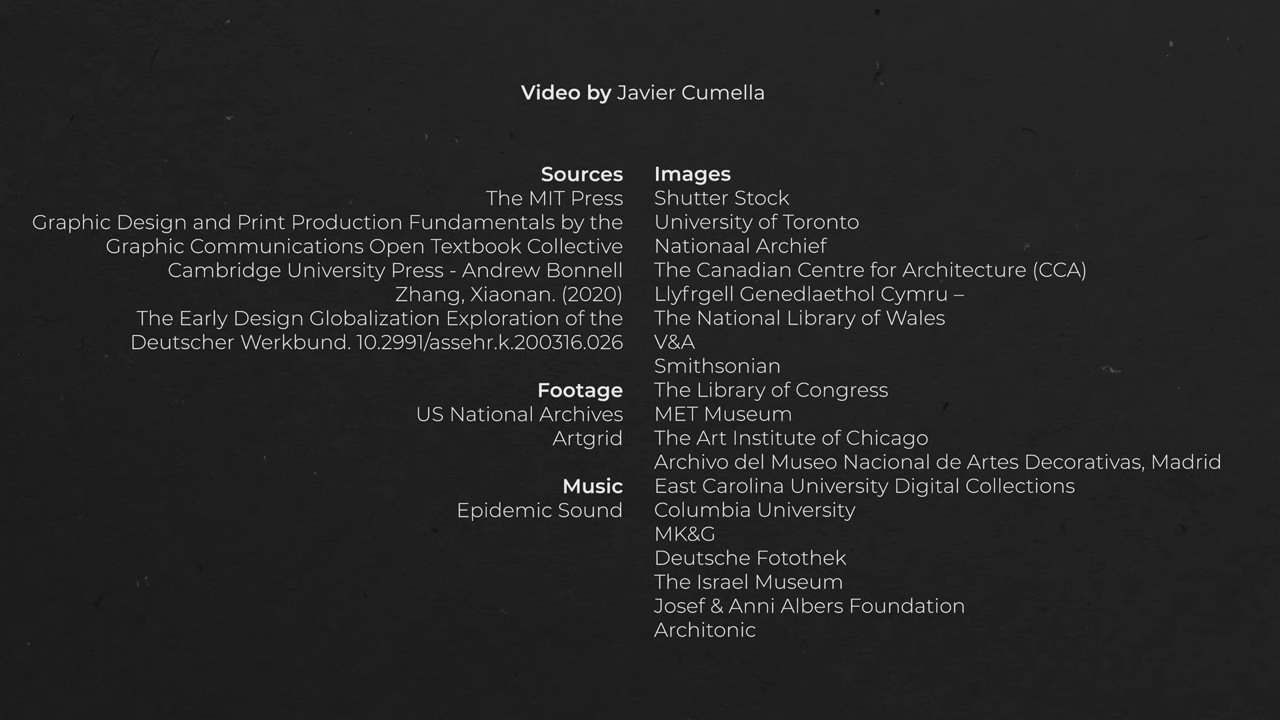 Video by Javier Cumella
Sources
The MIT Press
Graphic Design and Print Production Fundamentals by the
Graphic Communications Open Textbook Collective
Cambridge University Press - Andrew Bonnell
Zhang, Xiaonan. (2020)
The Early Design Globalization Exploration of the
Deutscher Werkbund. 10.2991/assehr.k.200316.026
Footage
US National Archives
Artgrid
Music
Epidemic Sound
Images
Shutter Stock
University of Toronto
Nationaal Archief
The Canadian Centre for Architecture (CCA)
Llyfrgell Genedlaethol Cymru –
The National Library of Wales
V&A
Smithsonian
The Library of Congress
MET Museum
The Art Institute of Chicago
Archivo del Museo Nacional de Artes Decorativas, Madrid
East Carolina University Digital Collections
Columbia University
MK&G
Deutsche Fotothek
The Israel Museum
Josef & Anni Albers Foundation
Architonic